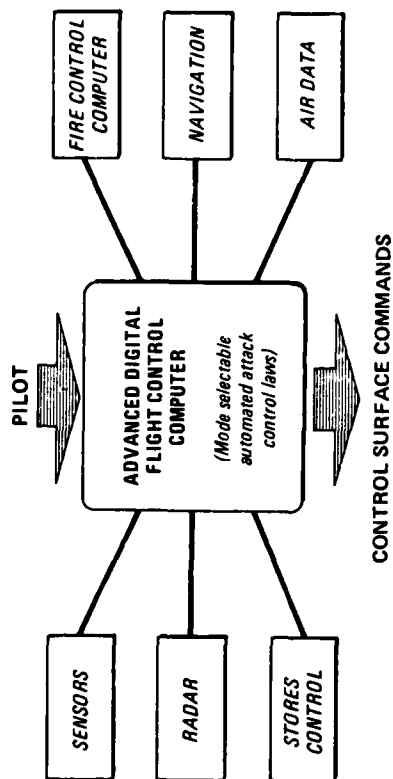 PILOT
SENSORS
RADAR
STORES
CONTROL
ADVANCED DIGITAL
FLIGHT CONTROL
COMPUTER
(Mode selectable
automated attack
control laws)
FIRE CONTROL
COMPUTER
NAVIGATION
AIR DATA
CONTROL SURFACE COMMANDS